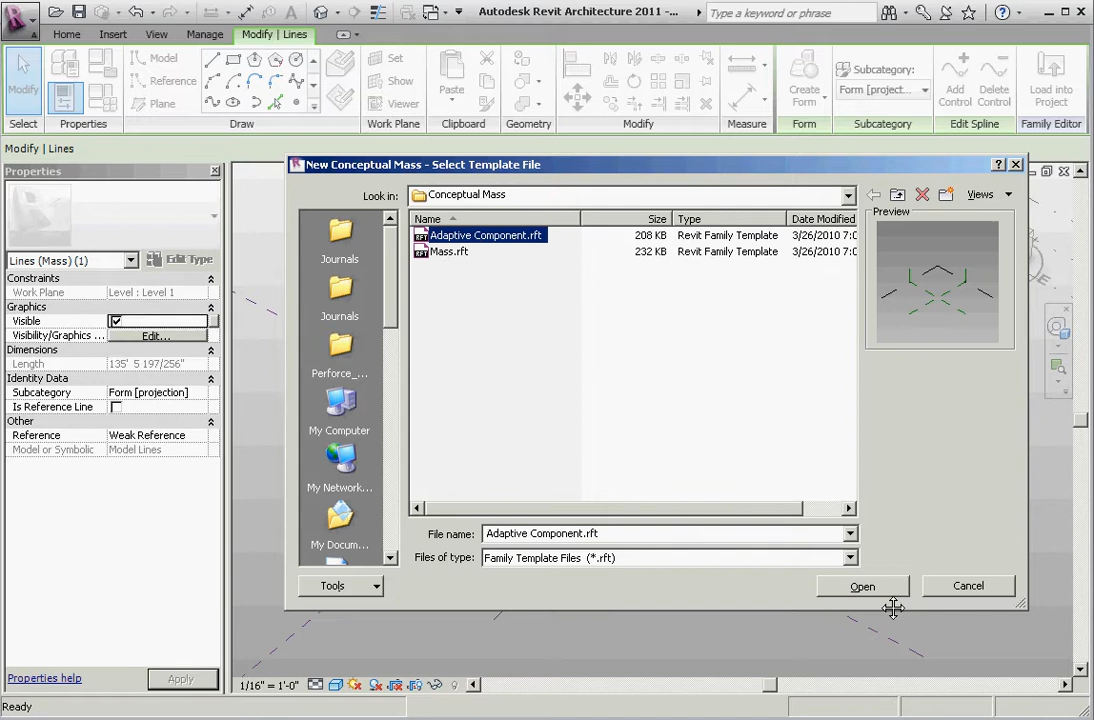 Autodesk Revit Architecture 2011 -...
Type a keyword or phrase
Home
Insert
View
Manage
Modify | Lines
Modify
Model
Reference
Plane
Set
Show
Viewer
Paste
Create
Form
Subcategory:
Form [project...
Add
Control
Delete
Control
Load into
Project
Select
Properties
Draw
Work Plane
Clipboard
Geometry
Modify
Measure
Form
Subcategory
Edit Spline
Family Editor
Modify | Lines
Properties
Lines (Mass) (1)
Edit Type
Constraints
Work Plane
Level : Level 1
Graphics
Visible
Visibility/Graphics ...
Edit...
Dimensions
Length
135' 5 197/256"
Identity Data
Subcategory
Form [projection]
Is Reference Line
Other
Reference
Weak Reference
Model or Symbolic
Model Lines
Properties help
Apply
New Conceptual Mass - Select Template File
Look in:
Conceptual Mass
Views
Name
Size
Type
Date Modified
Adaptive Component.rft
208 KB
Revit Family Template
3/26/2010 7:0
Mass.rft
232 KB
Revit Family Template
3/26/2010 7:0
Preview
Journals
Journals
Perforce_...
My Computer
My Network...
My Docum...
File name:
Adaptive Component.rft
Files of type:
Family Template Files (*.rft)
Tools
Open
Cancel
1/16" = 1'-0"
Ready